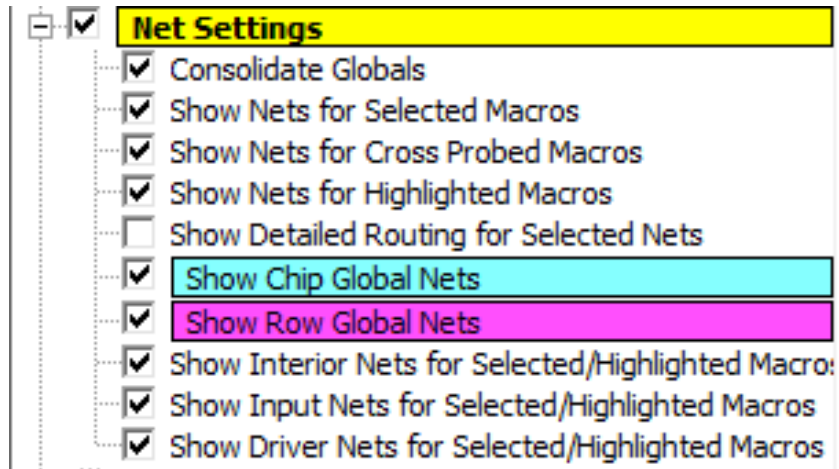 Net Settings
Consolidate Globals
Show Nets for Selected Macros
Show Nets for Cross Probed Macros
Show Nets for Highlighted Macros
Show Detailed Routing for Selected Nets
Show Chip Global Nets
Show Row Global Nets
Show Interior Nets for Selected/Highlighted Macros
Show Input Nets for Selected/Highlighted Macros
Show Driver Nets for Selected/Highlighted Macros